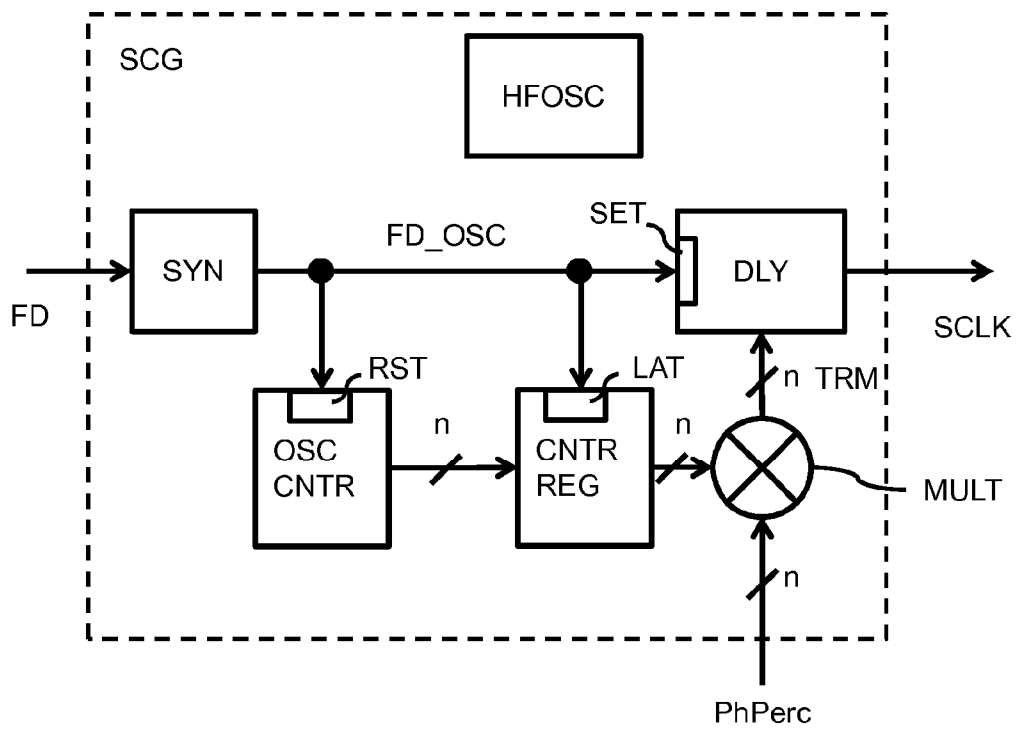 SCG
HFOSC
SET
FD_OSC
SYN
DLY
FD
SCLK
RST
LAT
n TRM
OSC
CNTR
n
CNTR
REG
n
MULT
n
PhPerc